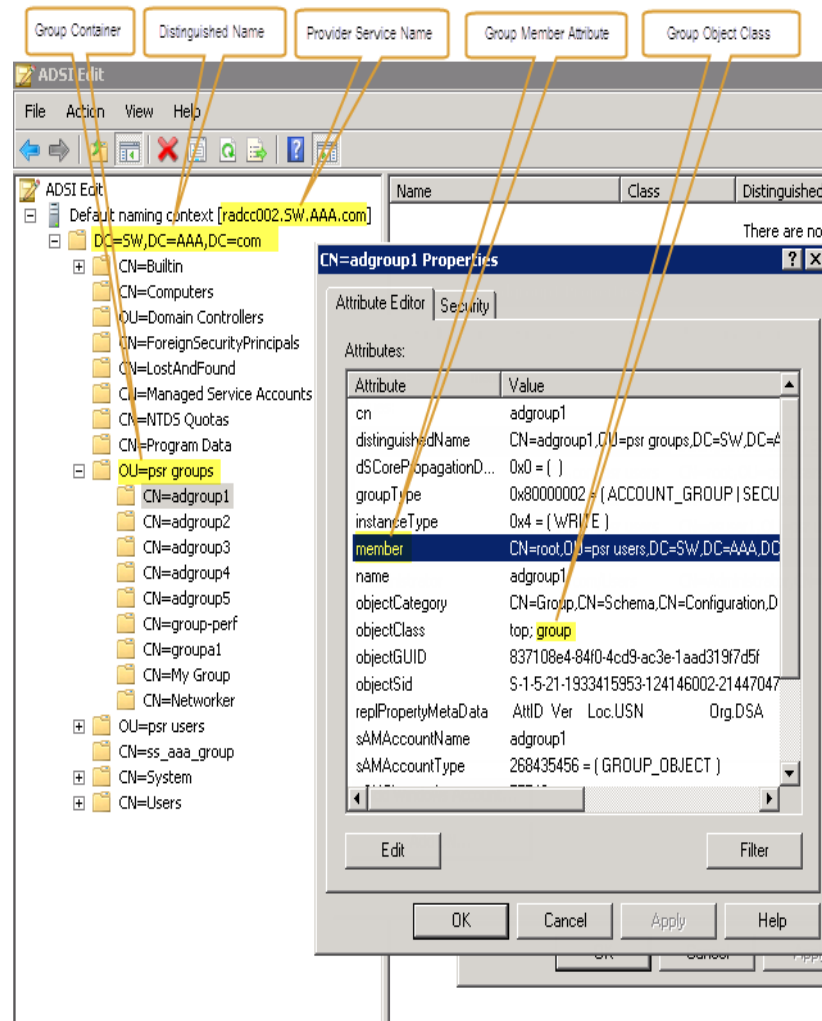 Group Container
Distinguished Name
Provider Service Name
Group Member Attribute
Group Object Class
ADSI Edit
File Action View Help
ADSI Edit
Default naming context [radcc002.SW.AAA.com]
DC=SW,DC=AAA,DC=com
CN=Builtin
CN=Computers
OU=Domain Controllers
CN=ForeignSecurityPrincipals
CN=LostAndFound
CN=Managed Service Accounts
CN=NTDS Quotas
CN=Program Data
OU=psr groups
CN=adgroup1
CN=adgroup2
CN=adgroup3
CN=adgroup4
CN=adgroup5
CN=group-perf
CN=groupa1
CN=My Group
CN=Networker
OU=psr users
CN=ss_aaa_group
CN=System
CN=Users
Name Class Distinguished
There are no
CN=adgroup1 Properties
Attribute Editor Security
Attributes:
Attribute Value
cn adgroup1
distinguishedName CN=adgroup1,OU=psr groups,DC=SW,DC=A
dSCorePropagationD... 0x0 = ( )
groupType 0x80000002 = ( ACCOUNT_GROUP | SECU
instanceType 0x4 = ( WRITE )
member CN=root,OU=psr users,DC=SW,DC=AAA,DC
name adgroup1
objectCategory CN=Group,CN=Schema,CN=Configuration,D
objectClass top; group
objectGUID 837108e4-84f0-4cd9-ac3e-1aad319f7d5f
objectSid S-1-5-21-1933415953-124146002-21447047
replPropertyMetaData AttID Ver Loc.USN Org.DSA
sAMAccountName adgroup1
sAMAccountType 268435456 = ( GROUP_OBJECT )
Edit Filter
OK Cancel Apply Help